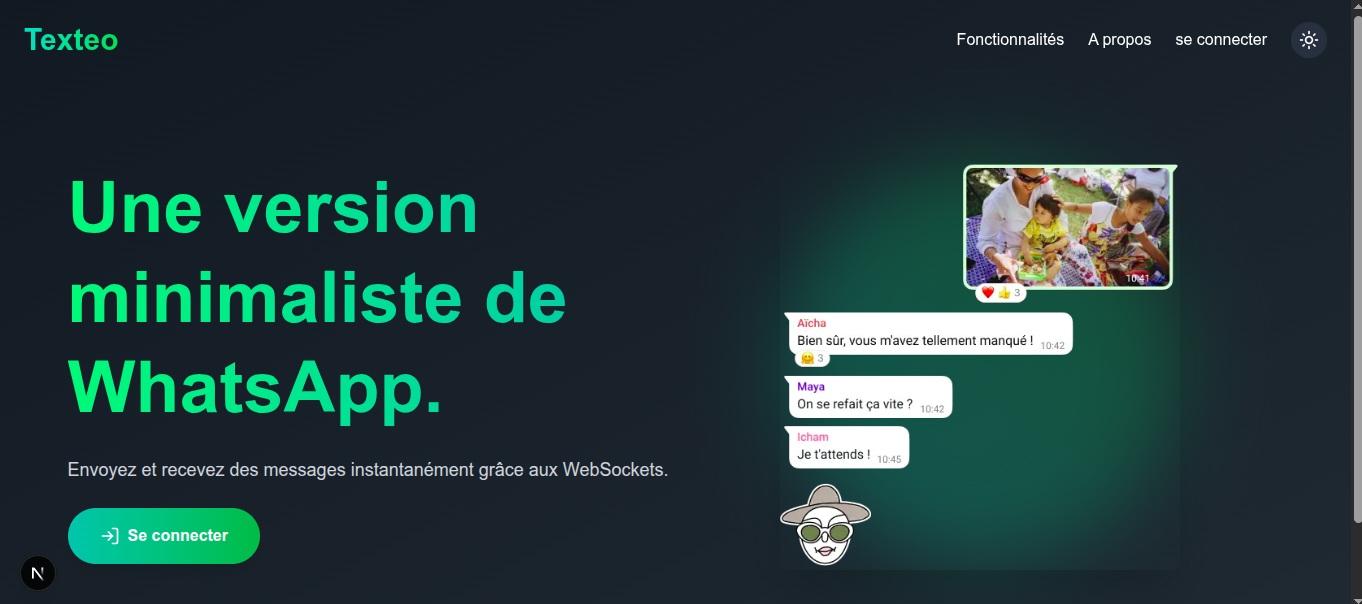 Texteo
Fonctionnalités
A propos
se connecter
Une version
minimaliste de
WhatsApp.
Envoyez et recevez des messages instantanément grâce aux WebSockets.
Se connecter
N
10:41
❤️👍 3
Aïcha
Bien sûr, vous m'avez tellement manqué ! 10:42
🤗 3
Maya
On se refait ça vite ? 10:42
Icham
Je t'attends ! 10:45